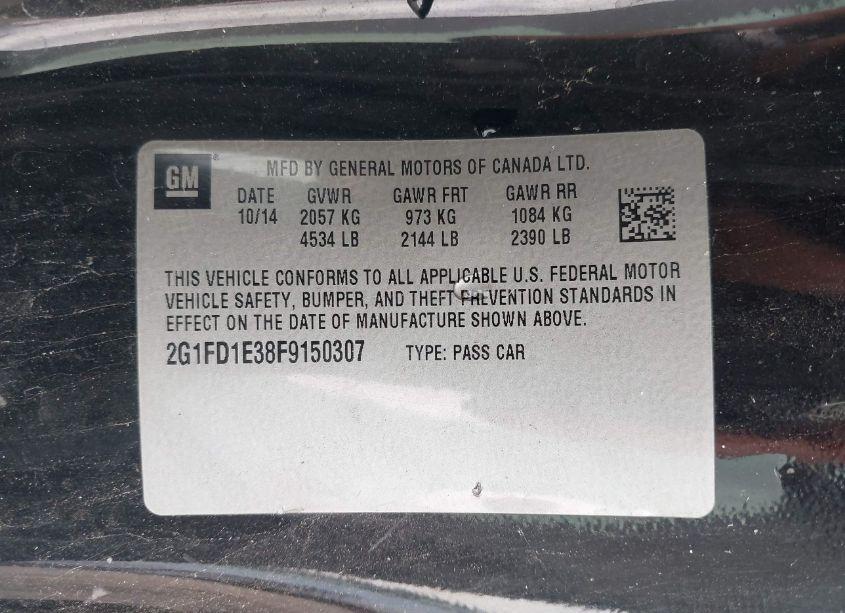 GM
MFD BY GENERAL MOTORS OF CANADA LTD.
DATE GVWR GAWR FRT GAWR RR
10/14 2057 KG 973 KG 1084 KG
4534 LB 2144 LB 2390 LB
THIS VEHICLE CONFORMS TO ALL APPLICABLE U.S. FEDERAL MOTOR
VEHICLE SAFETY, BUMPER, AND THEFT PREVENTION STANDARDS IN
EFFECT ON THE DATE OF MANUFACTURE SHOWN ABOVE.
2G1FD1E38F9150307 TYPE: PASS CAR